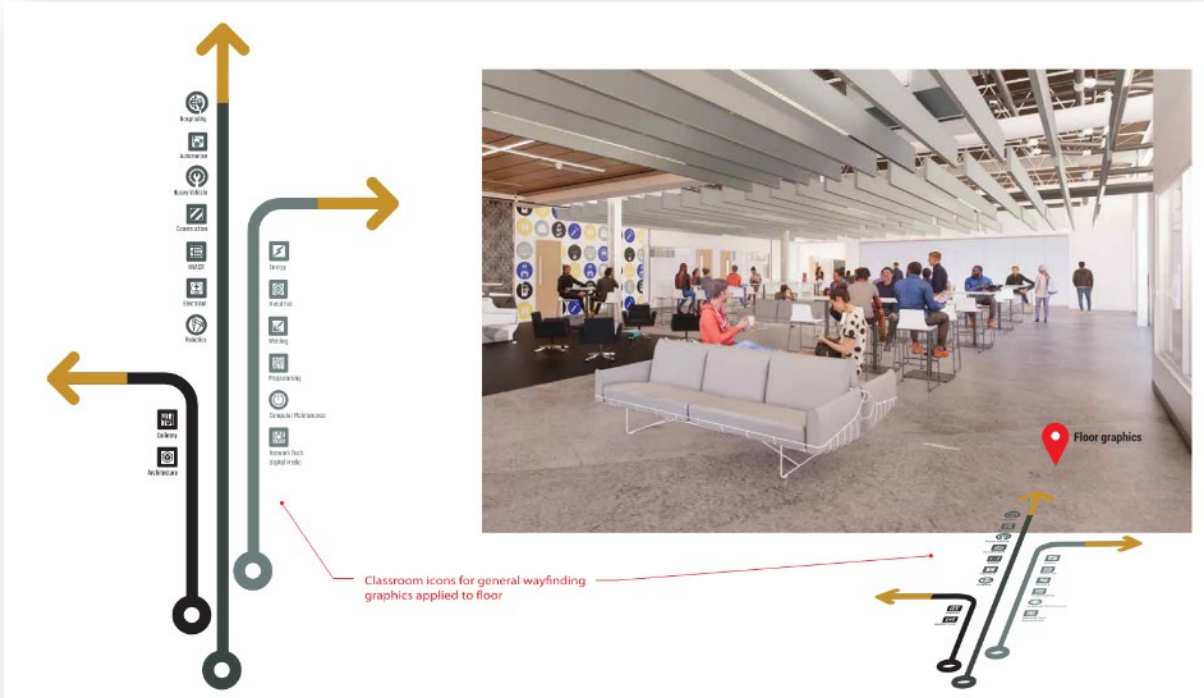 Hospitality
Automation
Heavy Vehicle
Construction
HVACR
Electrical
Robotics
Energy
Metal Fab
Welding
Programming
Computer Maintenance
Network Tech
Digital Media
Culinary
Architecture
Floor graphics
Classroom icons for general wayfinding
graphics applied to floor